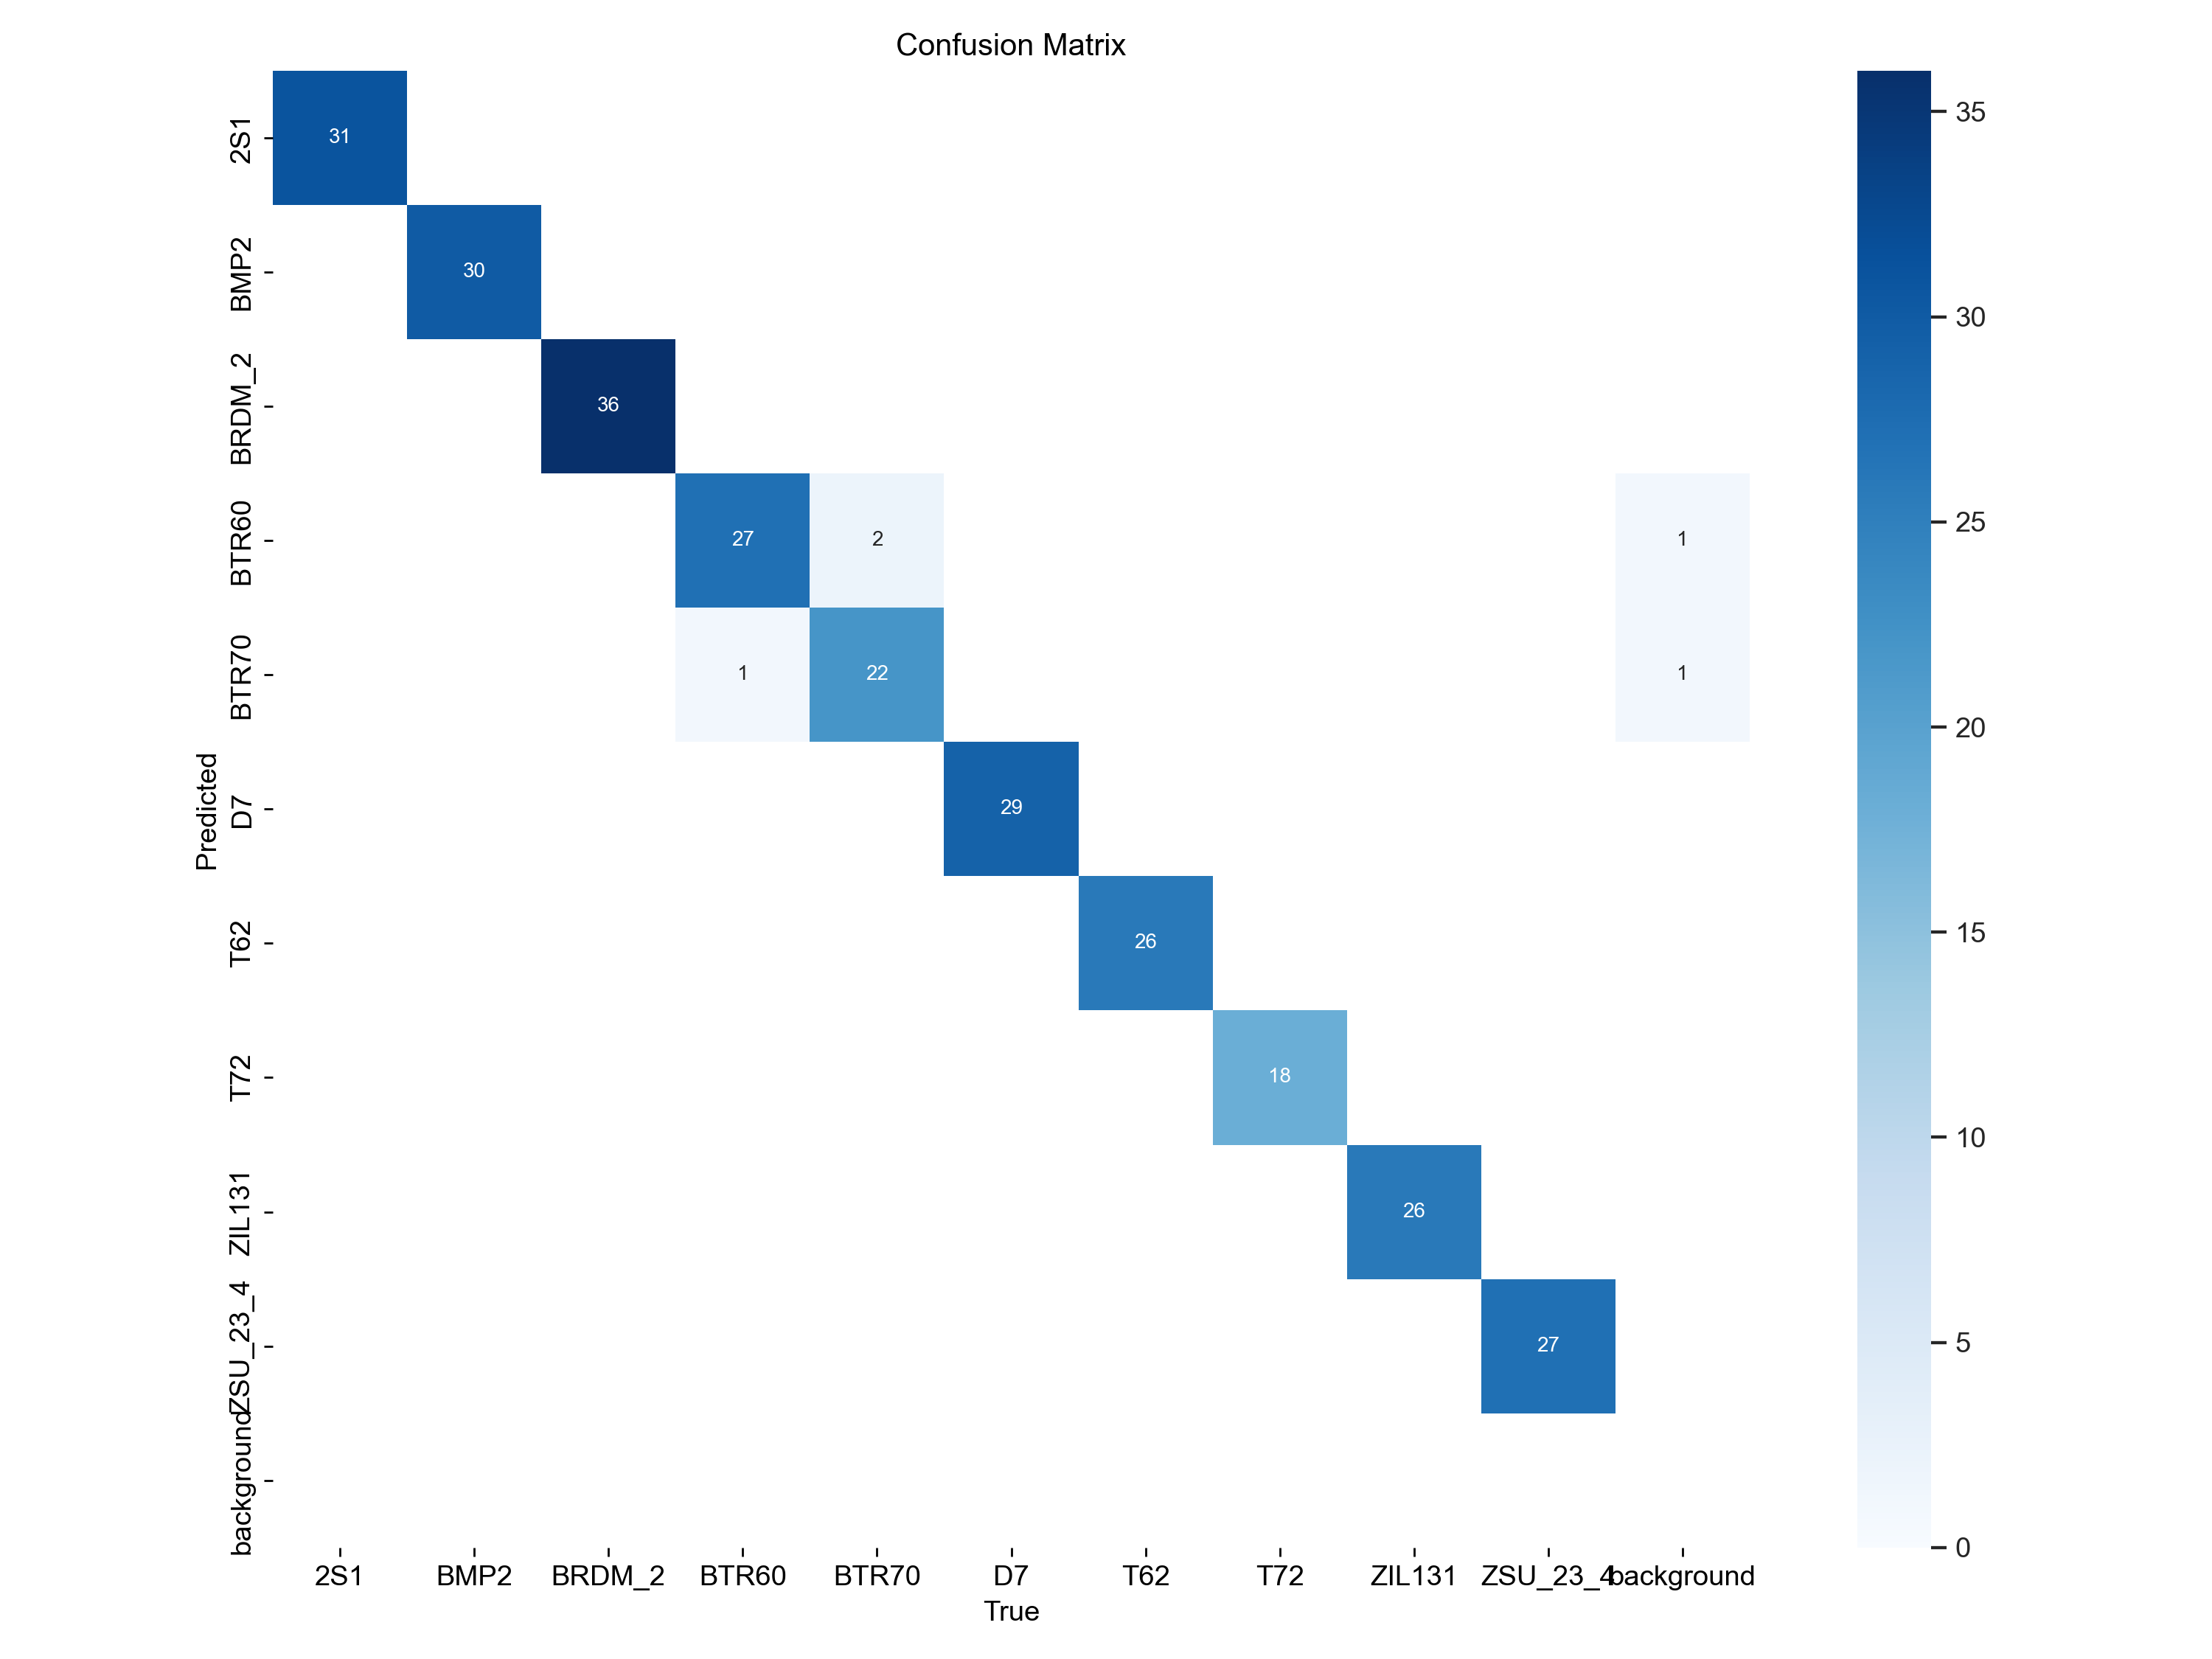 Confusion Matrix
2S1
31
BMP2
30
BRDM_2
36
BTR60
27 2 1
BTR70
1 22 1
D7
29
T62
26
T72
18
ZIL131
26
ZSU_23_4
27
background
Predicted
2S1 BMP2 BRDM_2 BTR60 BTR70 D7 T62 T72 ZIL131 ZSU_23_4 background
True
35
30
25
20
15
10
5
0